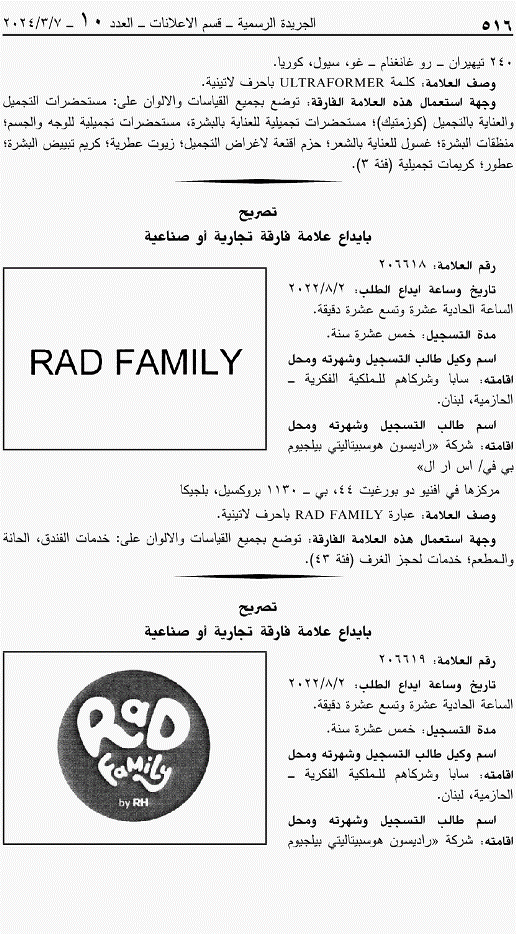 ٥١٦ الجريدة الرسمية ــ قسم الاعلانات ــ العدد ١٠ ــ ٢٠٢٤/٣/٧
٢٤٠ تيهيران ــ رو غانغنام ــ غو، سيول، كوريا.
وصف العلامة: كلمة ULTRAFORMER باحرف لاتينية.
وجهة استعمال هذه العلامة الفارقة: توضع بجميع القياسات والالوان على: مستحضرات التجميل
والعناية بالتجميل (كوزمتيك)؛ مستحضرات تجميلية للعناية بالبشرة، مستحضرات تجميلية للوجه والجسم؛
منظفات البشرة؛ غسول للعناية بالشعر؛ حزم اقنعة لاغراض التجميل؛ زيوت عطرية؛ كريم تبييض البشرة؛
عطور؛ كريمات تجميلية (فئة ٣).
تصريح
بايداع علامة فارقة تجارية أو صناعية
رقم العلامة: ٢٠٦٦١٨
تاريخ وساعة ايداع الطلب: ٢٠٢٢/٨/٢
الساعة الحادية عشرة وتسع عشرة دقيقة.
مدة التسجيل: خمس عشرة سنة.
اسم وكيل طالب التسجيل وشهرته ومحل
اقامته: سابا وشركاهم للملكية الفكرية ــ
الحازمية، لبنان.
اسم طالب التسجيل وشهرته ومحل
اقامته: شركة «راديسون هوسبيتاليتي بيلجيوم
بي في/ اس ار ال»
RAD FAMILY
مركزها في افنيو دو بورغيت ٤٤، بي ــ ١١٣٠ بروكسيل، بلجيكا
وصف العلامة: عبارة RAD FAMILY باحرف لاتينية.
وجهة استعمال هذه العلامة الفارقة: توضع بجميع القياسات والالوان على: خدمات الفندق، الحانة
والمطعم؛ خدمات لحجز الغرف (فئة ٤٣).
تصريح
بايداع علامة فارقة تجارية أو صناعية
رقم العلامة: ٢٠٦٦١٩
تاريخ وساعة ايداع الطلب: ٢٠٢٢/٨/٢
الساعة الحادية عشرة وتسع عشرة دقيقة.
مدة التسجيل: خمس عشرة سنة.
اسم وكيل طالب التسجيل وشهرته ومحل
اقامته: سابا وشركاهم للملكية الفكرية ــ
الحازمية، لبنان.
اسم طالب التسجيل وشهرته ومحل
اقامته: شركة «راديسون هوسبيتاليتي بيلجيوم
RaD
FaMiLy
by RH